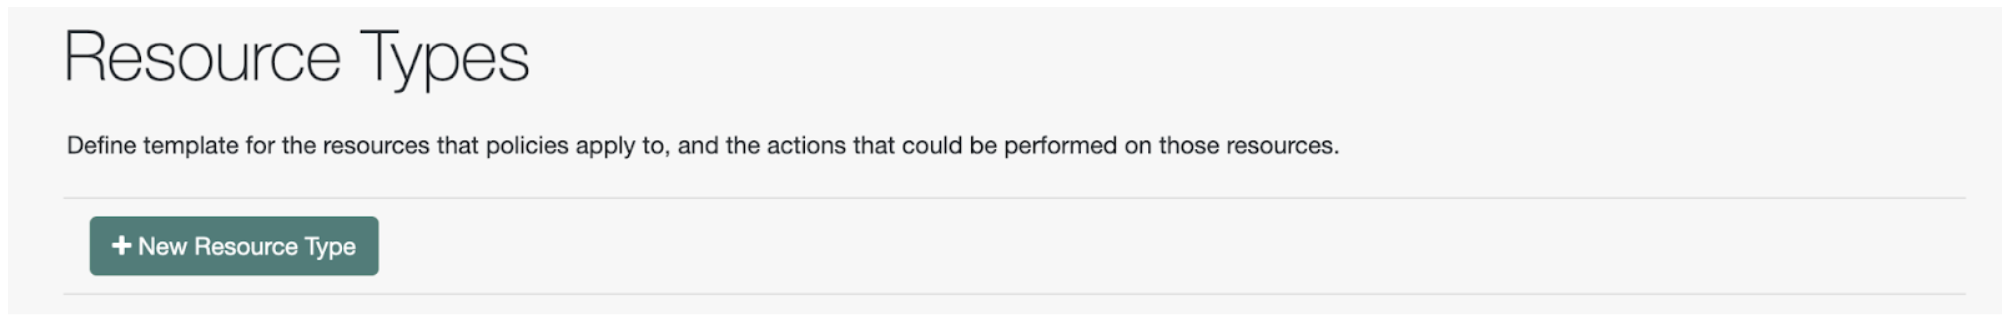 Resource Types
Define template for the resources that policies apply to, and the actions that could be performed on those resources.
+ New Resource Type